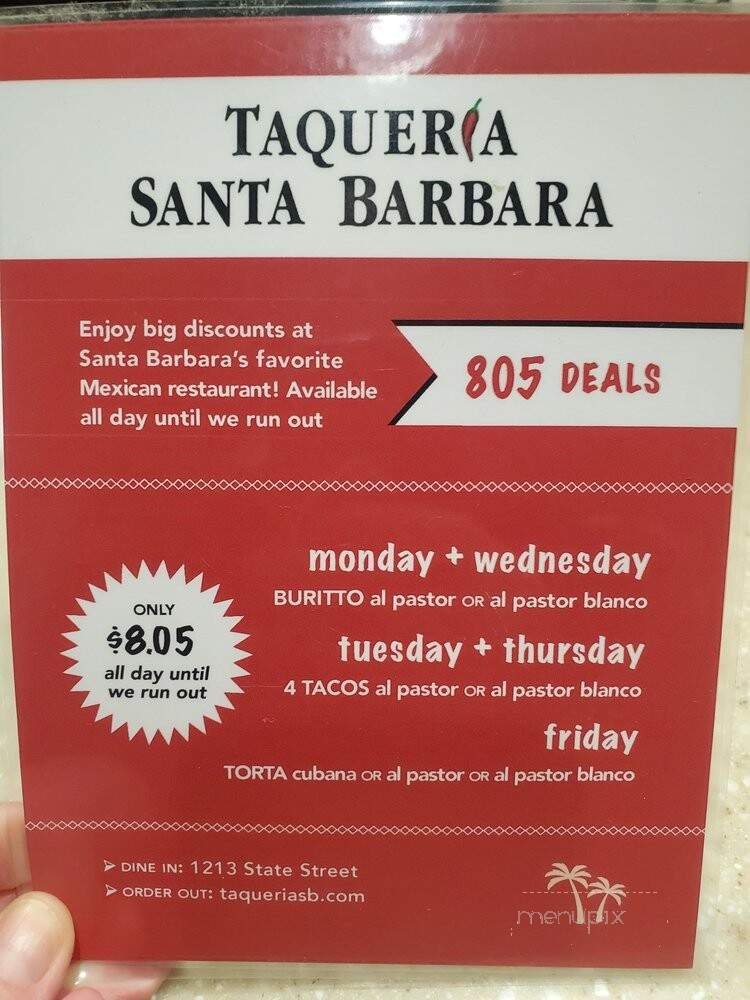 TAQUERÍA
SANTA BARBARA
Enjoy big discounts at
Santa Barbara's favorite
Mexican restaurant! Available
all day until we run out
805 DEALS
ONLY
$8.05
all day until
we run out
monday + wednesday
BURITTO al pastor OR al pastor blanco
tuesday + thursday
4 TACOS al pastor OR al pastor blanco
friday
TORTA cubana OR al pastor OR al pastor blanco
DINE IN: 1213 State Street
ORDER OUT: taqueriasb.com
menupix